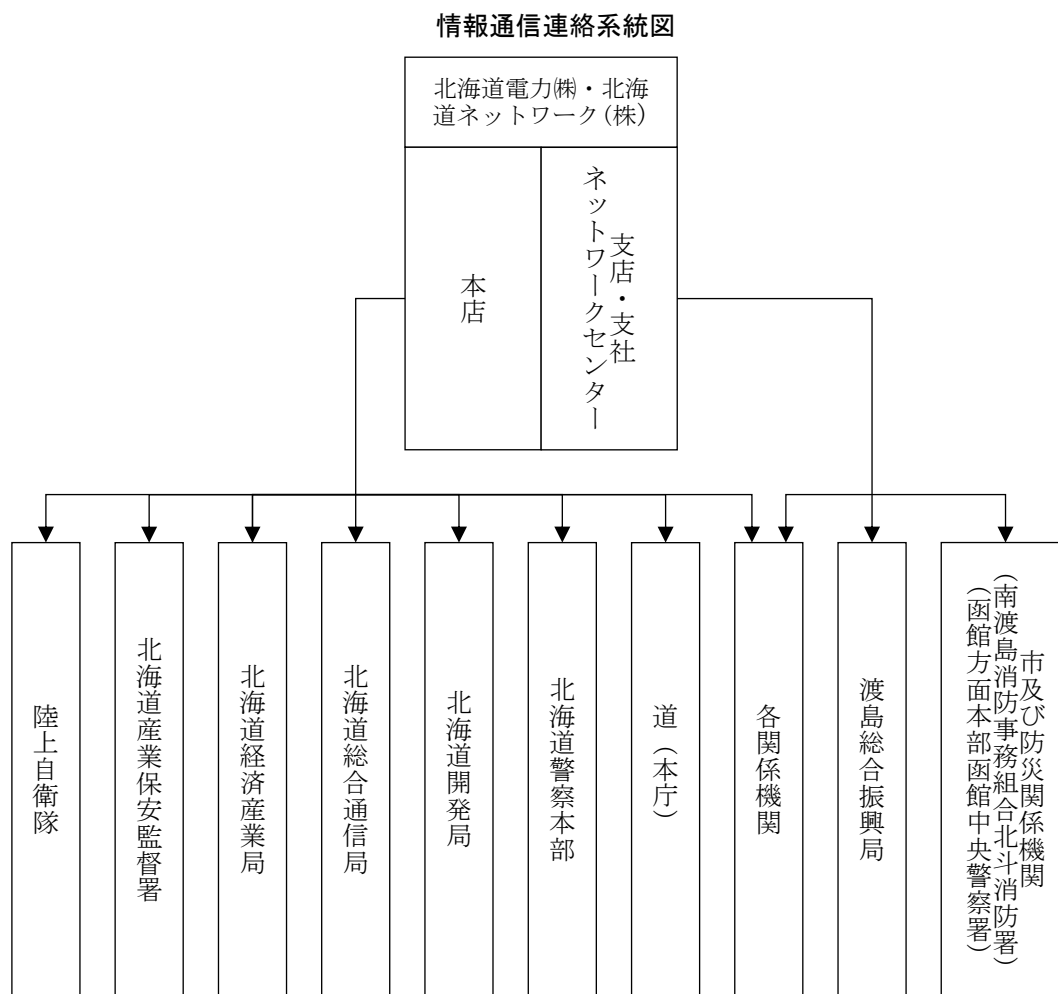 情報通信連絡系統図
北海道電力㈱・北海
道ネットワーク(株)
本店
支店・支社
ネットワークセンター
陸上自衛隊
北海道産業保安監督署
北海道経済産業局
北海道総合通信局
北海道開発局
北海道警察本部
道（本庁）
各関係機関
渡島総合振興局
市及び防災関係機関
（南渡島消防事務組合北斗消防署）
（函館方面本部函館中央警察署）